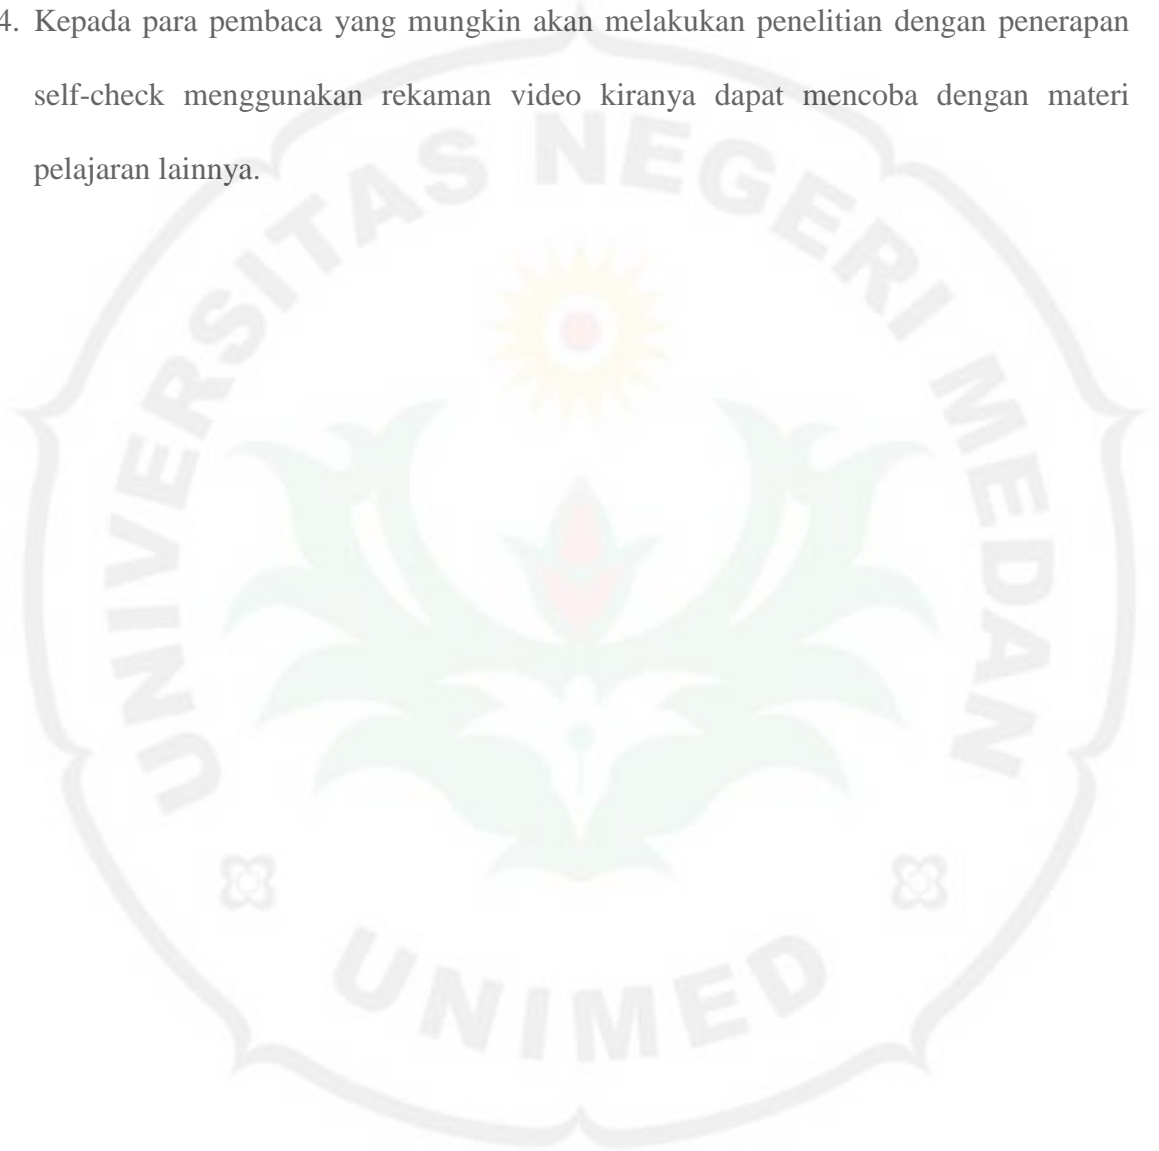 4. Kepada para pembaca yang mungkin akan melakukan penelitian dengan penerapan
self-check menggunakan rekaman video kiranya dapat mencoba dengan materi
pelajaran lainnya.
UNIVERSITAS NEGERI MEDAN
UNIMED